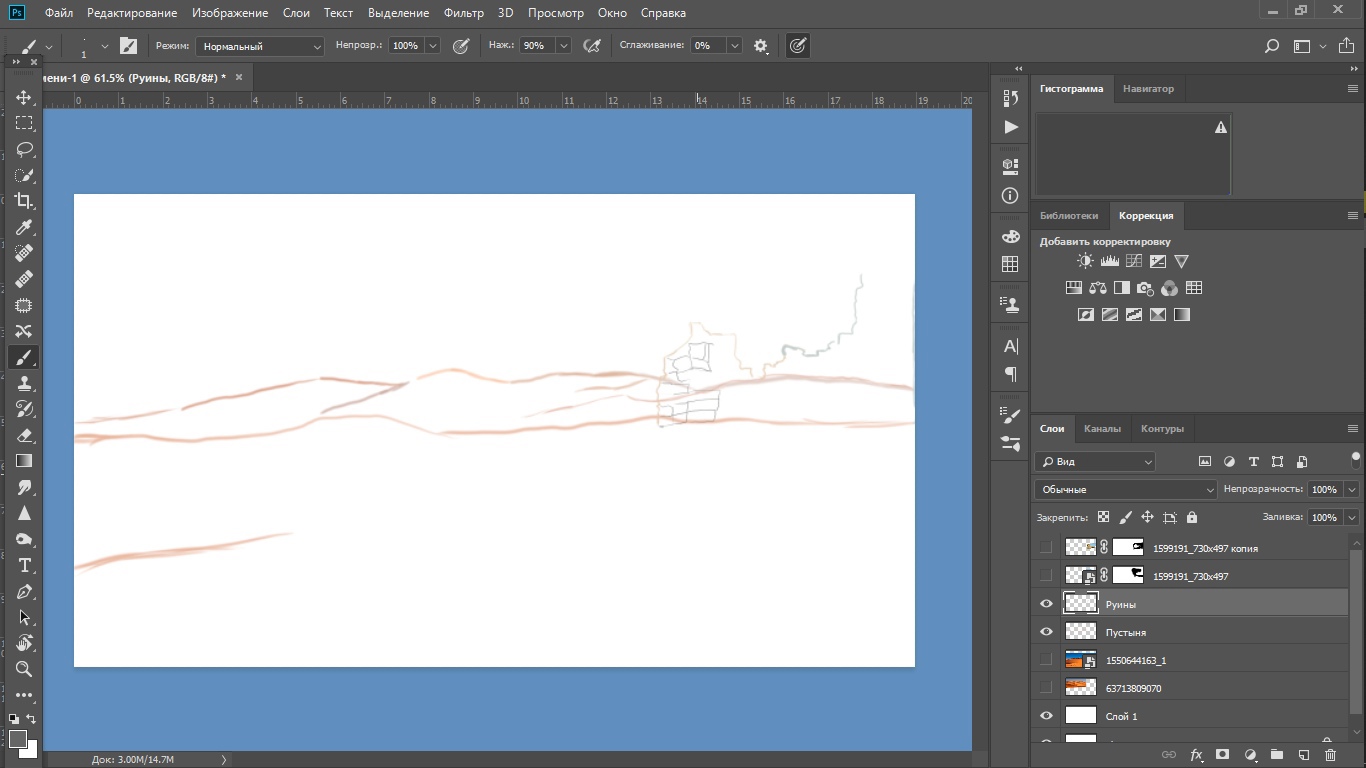 Ps Файл Редактирование Изображение Слои Текст Выделение Фильтр 3D Просмотр Окно Справка
1 Режим: Нормальный Непрозр.: 100% Наж.: 90% Сглаживание: 0%
мени-1 @ 61.5% (Руины, RGB/8#) * ×
0 1 2 3 4 5 6 7 8 9 10 11 12 13 14 15 16 17 18 19 20
Гистограмма Навигатор
Библиотеки Коррекция
Добавить корректировку
Слои Каналы Контуры
Вид
Обычные Непрозрачность: 100%
Закрепить: Заливка: 100%
1599191_730x497 копия
1599191_730x497
Руины
Пустыня
1550644163_1
63713809070
Слой 1
fx
Док: 3.00M/14.7M